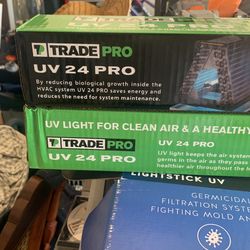 TRADE PRO
UV 24 PRO
By reducing biological growth inside the
HVAC system UV 24 PRO saves energy and
reduces the need for system maintenance.
UV LIGHT FOR CLEAN AIR & A HEALTHY
TRADE PRO
UV 24 PRO
UV 24 PRO
UV light keeps the air system
germs in the air as they pass
healthier air throughout the h
LIGHTSTICK UV
GERMICIDAL
FILTRATION SYSTE
FIGHTING MOLD AN